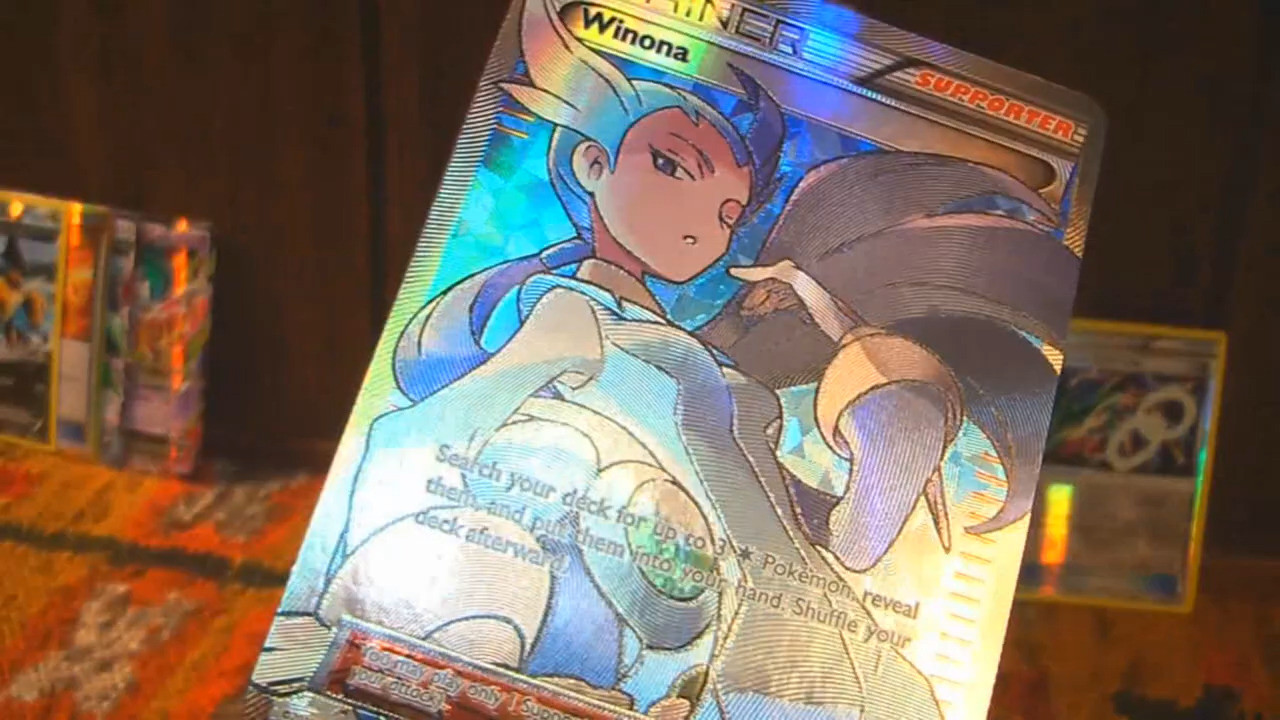 Winona
SUPPORTER
Search your deck for up to 3 ✶ Pokémon, reveal
them, and put them into your hand. Shuffle your
deck afterward.
You may play only 1 Suppo
your attack).